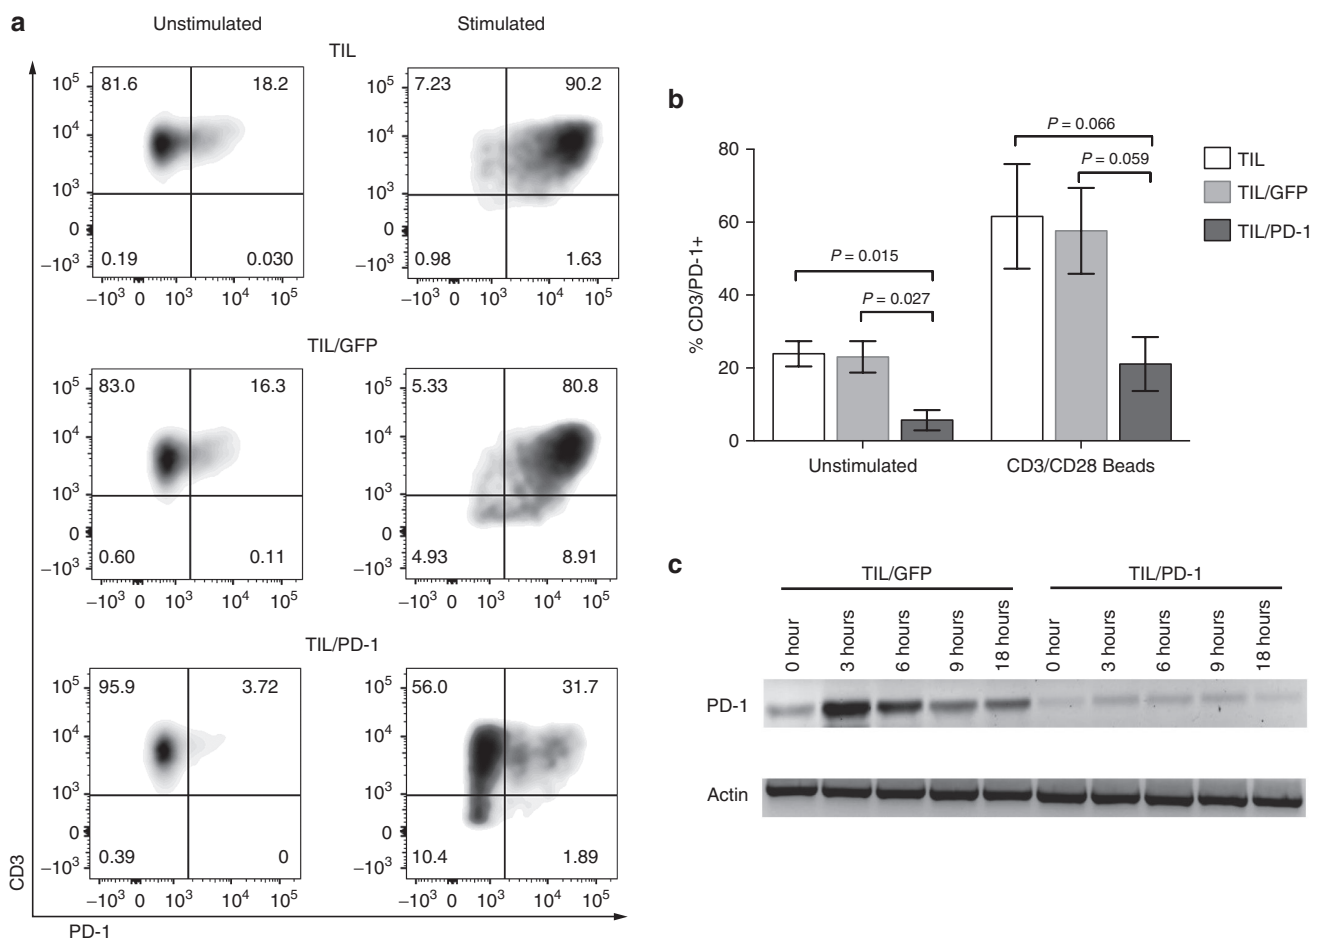 a
Unstimulated
Stimulated
TIL
10⁵
10⁴
10³
0
−10³
81.6
18.2
0.19
0.030
−10³ 0 10³ 10⁴ 10⁵
10⁵
10⁴
10³
0
−10³
7.23
90.2
0.98
1.63
−10³ 0 10³ 10⁴ 10⁵
TIL/GFP
10⁵
10⁴
10³
0
−10³
83.0
16.3
0.60
0.11
−10³ 0 10³ 10⁴ 10⁵
10⁵
10⁴
10³
0
−10³
5.33
80.8
4.93
8.91
−10³ 0 10³ 10⁴ 10⁵
TIL/PD-1
10⁵
10⁴
10³
0
−10³
95.9
3.72
0.39
0
−10³ 0 10³ 10⁴ 10⁵
10⁵
10⁴
10³
0
−10³
56.0
31.7
10.4
1.89
−10³ 0 10³ 10⁴ 10⁵
CD3
PD-1
b
% CD3/PD-1+
80
60
40
20
0
P = 0.015
P = 0.027
P = 0.066
P = 0.059
Unstimulated
CD3/CD28 Beads
TIL
TIL/GFP
TIL/PD-1
c
TIL/GFP
TIL/PD-1
0 hour
3 hours
6 hours
9 hours
18 hours
0 hour
3 hours
6 hours
9 hours
18 hours
PD-1
Actin